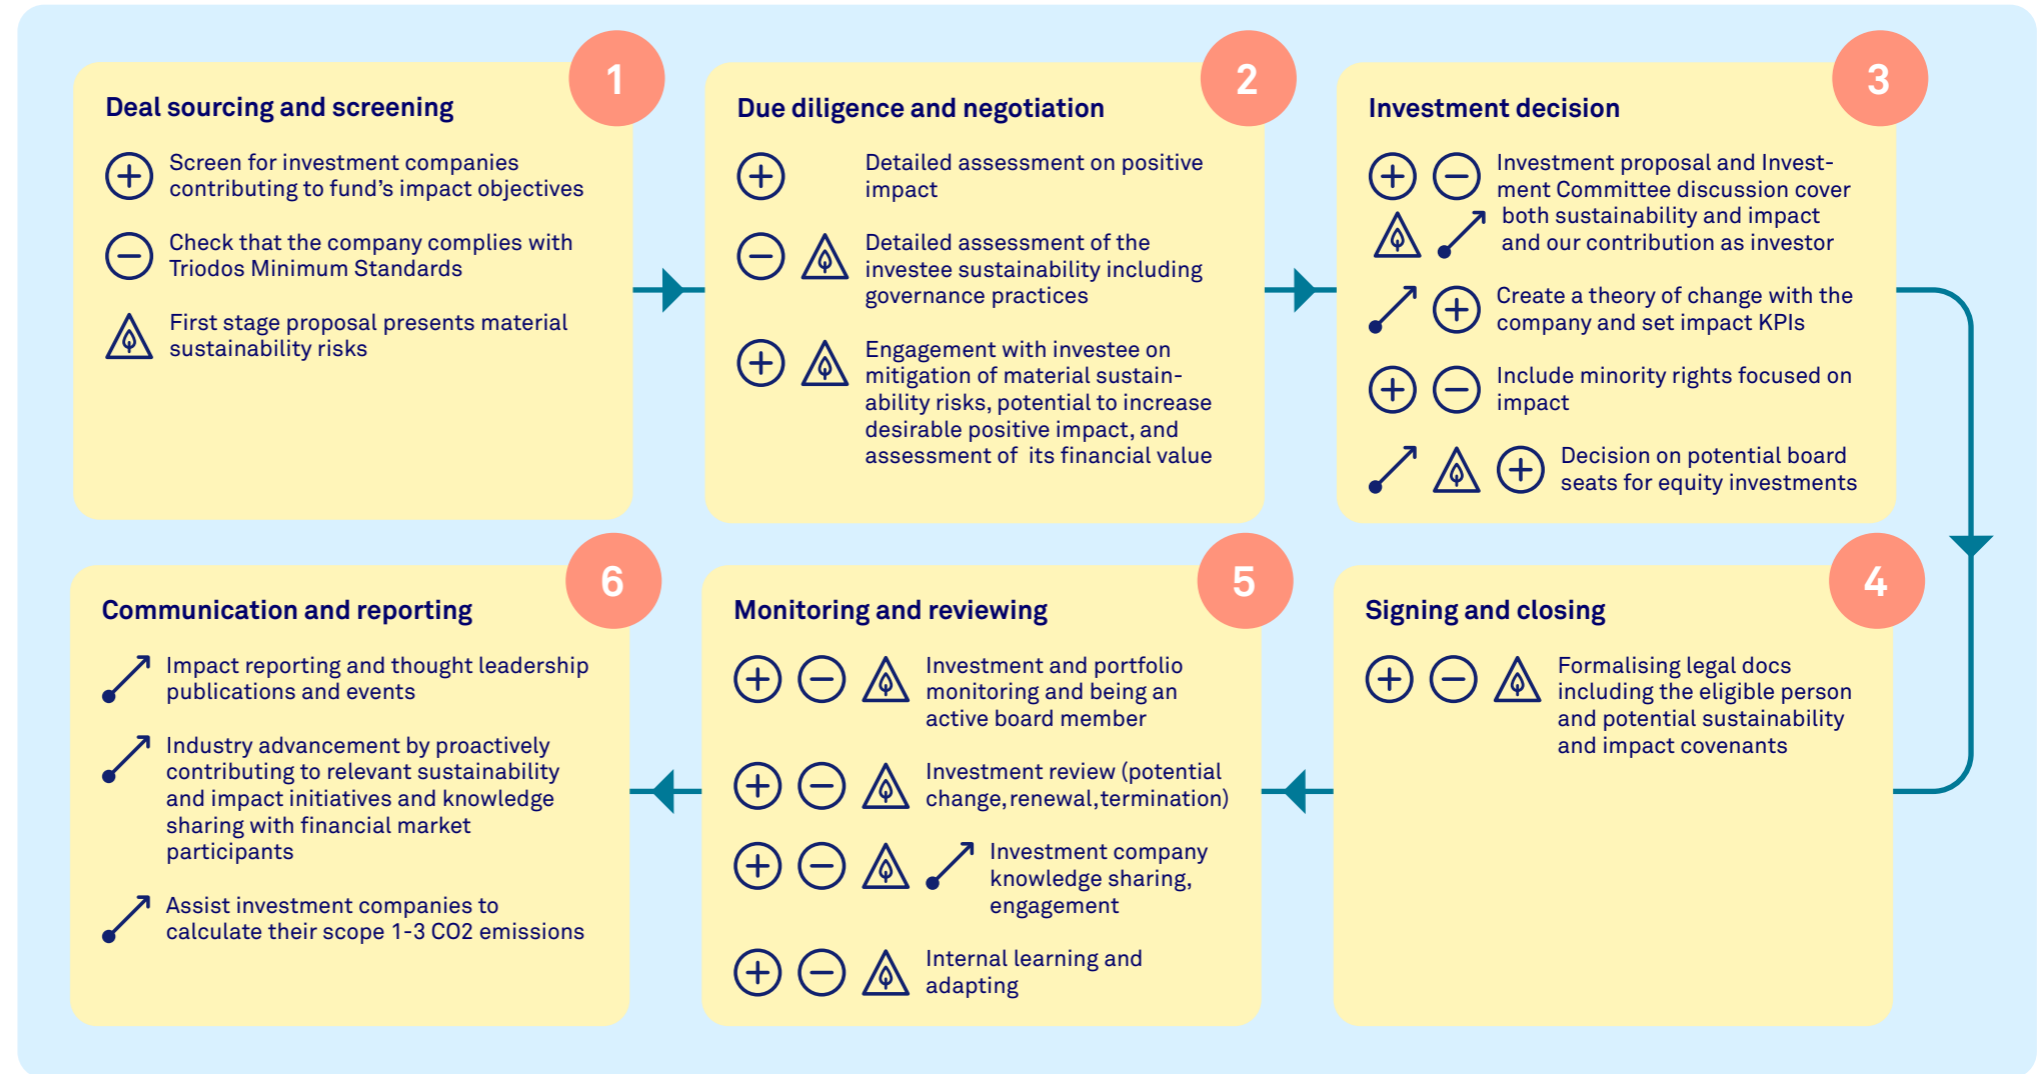 1
Deal sourcing and screening
Screen for investment companies
contributing to fund's impact objectives
Check that the company complies with
Triodos Minimum Standards
First stage proposal presents material
sustainability risks
2
Due diligence and negotiation
Detailed assessment on positive
impact
Detailed assessment of the
investee sustainability including
governance practices
Engagement with investee on
mitigation of material sustain-
ability risks, potential to increase
desirable positive impact, and
assessment of its financial value
3
Investment decision
Investment proposal and Invest-
ment Committee discussion cover
both sustainability and impact
and our contribution as investor
Create a theory of change with the
company and set impact KPIs
Include minority rights focused on
impact
Decision on potential board
seats for equity investments
4
Signing and closing
Formalising legal docs
including the eligible person
and potential sustainability
and impact covenants
5
Monitoring and reviewing
Investment and portfolio
monitoring and being an
active board member
Investment review (potential
change, renewal, termination)
Investment company
knowledge sharing,
engagement
Internal learning and
adapting
6
Communication and reporting
Impact reporting and thought leadership
publications and events
Industry advancement by proactively
contributing to relevant sustainability
and impact initiatives and knowledge
sharing with financial market
participants
Assist investment companies to
calculate their scope 1-3 CO2 emissions